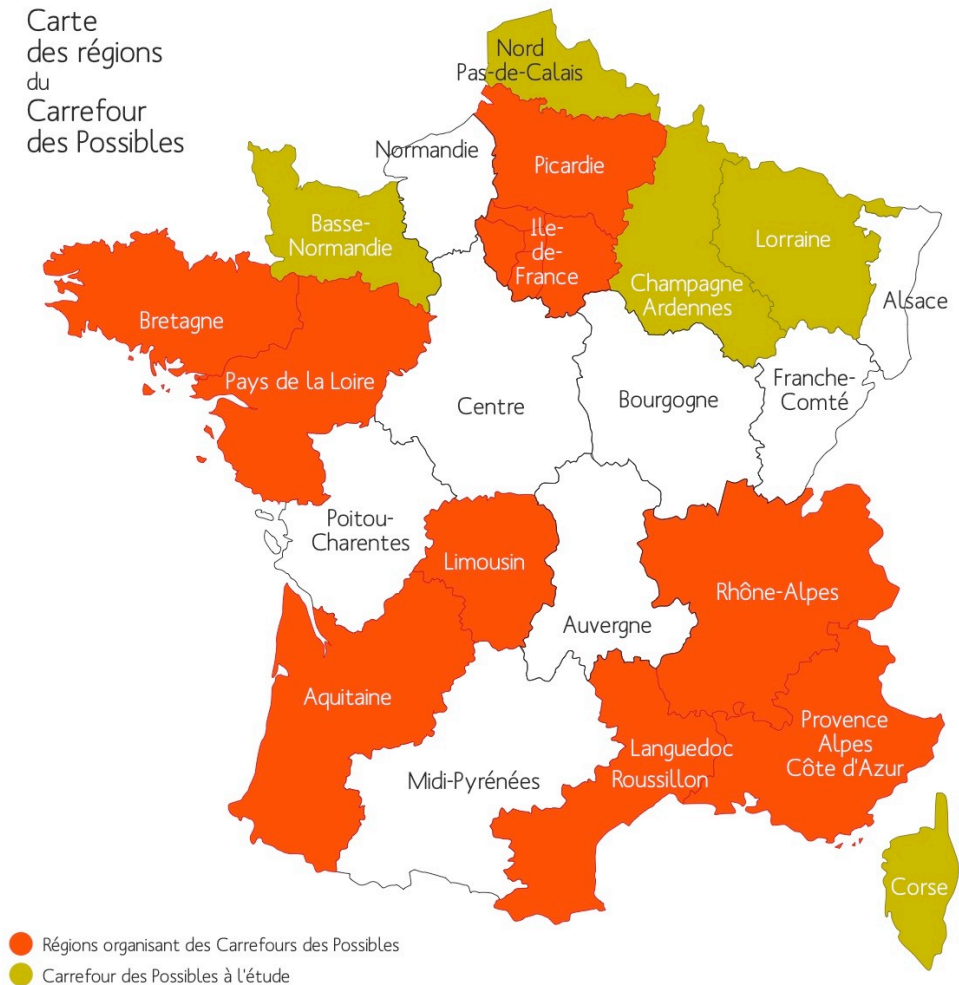 Carte
des régions
du
Carrefour
des Possibles
Nord
Pas-de-Calais
Normandie
Picardie
Basse-
Normandie
Ile-
de-
France
Lorraine
Champagne
Ardennes
Alsace
Bretagne
Pays de la Loire
Centre
Bourgogne
Franche-
Comté
Poitou-
Charentes
Limousin
Rhône-Alpes
Auvergne
Aquitaine
Provence
Alpes
Côte d'Azur
Languedoc
Roussillon
Midi-Pyrénées
Corse
Régions organisant des Carrefours des Possibles
Carrefour des Possibles à l'étude